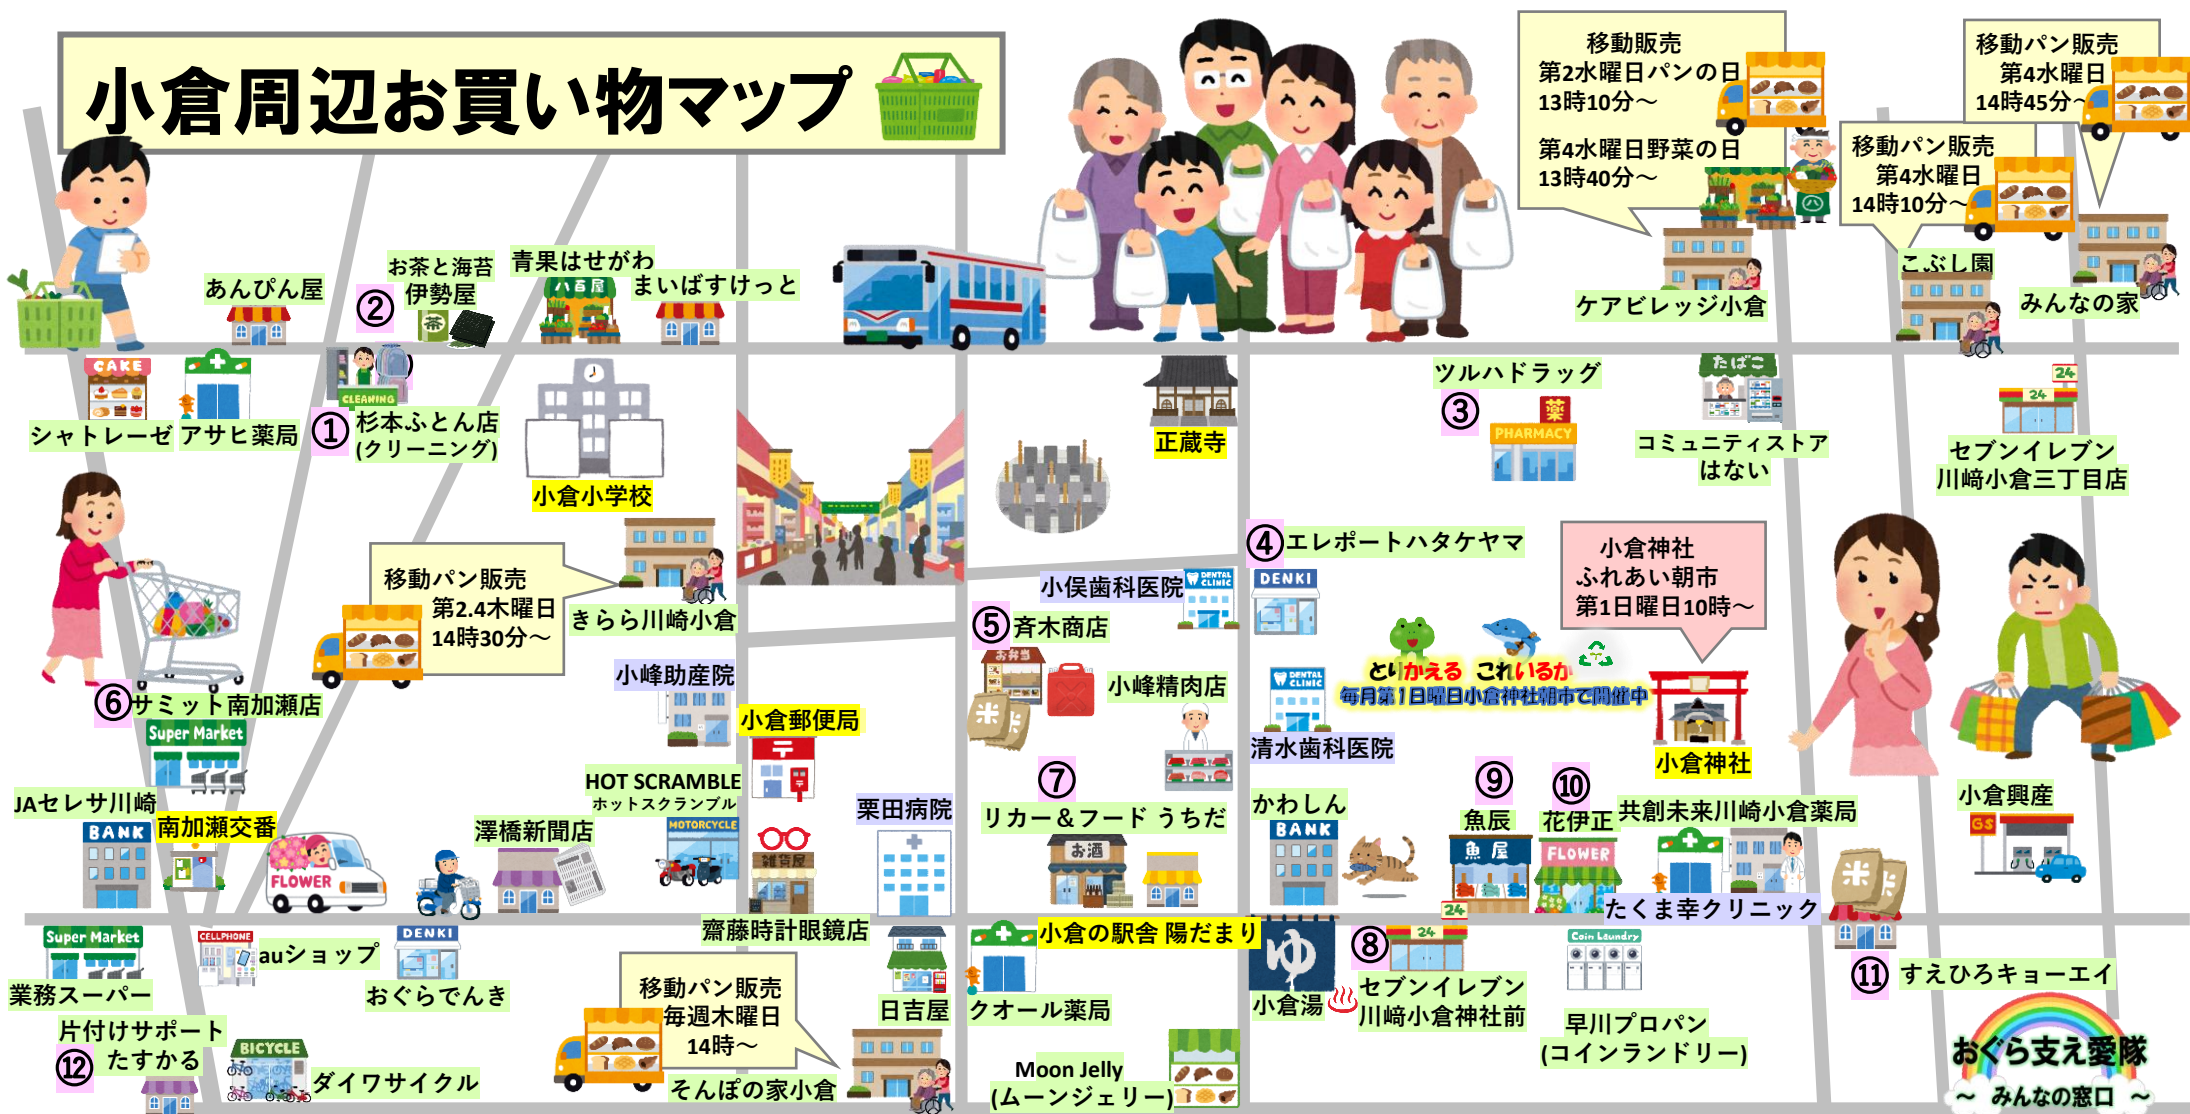 小倉周辺お買い物マップ
移動販売
第2水曜日パンの日
13時10分～
第4水曜日野菜の日
13時40分～
移動パン販売
第4水曜日
14時45分～
移動パン販売
第4水曜日
14時10分～
ハ
あんぴん屋
②
お茶と海苔
伊勢屋
茶
青果はせがわ
八百屋
まいばすけっと
ケアビレッジ小倉
こぶし園
みんなの家
CAKE
シャトレーゼ
アサヒ薬局
CLEANING
①
杉本ふとん店
(クリーニング)
小倉小学校
正蔵寺
ツルハドラッグ
③
薬
PHARMACY
たばこ
コミュニティストア
はない
24
24
セブンイレブン
川崎小倉三丁目店
移動パン販売
第2.4木曜日
14時30分～
きらら川崎小倉
④
エレポートハタケヤマ
DENKI
小俣歯科医院
DENTAL CLINIC
小倉神社
ふれあい朝市
第1日曜日10時～
⑤
斉木商店
お弁当
米
小峰精肉店
小峰助産院
とりかえる これいるか
毎月第1日曜日小倉神社朝市で開催中
DENTAL CLINIC
清水歯科医院
小倉神社
⑥
サミット南加瀬店
Super Market
小倉郵便局
〒
JAセレサ川崎
BANK
南加瀬交番
FLOWER
澤橋新聞店
HOT SCRAMBLE
ホットスクランブル
MOTORCYCLE
雑貨屋
栗田病院
⑦
リカー＆フード うちだ
お酒
かわしん
BANK
⑨
魚辰
魚屋
⑩
花伊正
FLOWER
共創未来川崎小倉薬局
たくま幸クリニック
米
小倉興産
GS
齋藤時計眼鏡店
Super Market
業務スーパー
CELLPHONE
auショップ
DENKI
おぐらでんき
日吉屋
クオール薬局
小倉の駅舎 陽だまり
ゆ
小倉湯
⑧
24
24
セブンイレブン
川崎小倉神社前
Coin Laundry
早川プロパン
(コインランドリー)
⑪
すえひろキョーエイ
片付けサポート
たすかる
⑫
BICYCLE
ダイワサイクル
移動パン販売
毎週木曜日
14時～
そんぽの家小倉
Moon Jelly
(ムーンジェリー)
おぐら支え愛隊
～ みんなの窓口 ～